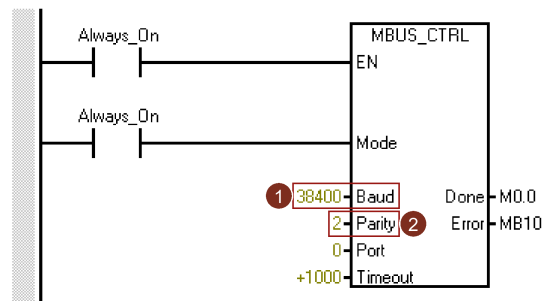 Always_On MBUS_CTRL
EN
Always_On
Mode
1 38400 Baud Done M0.0
2 Parity 2 Error MB10
0 Port
+1000 Timeout